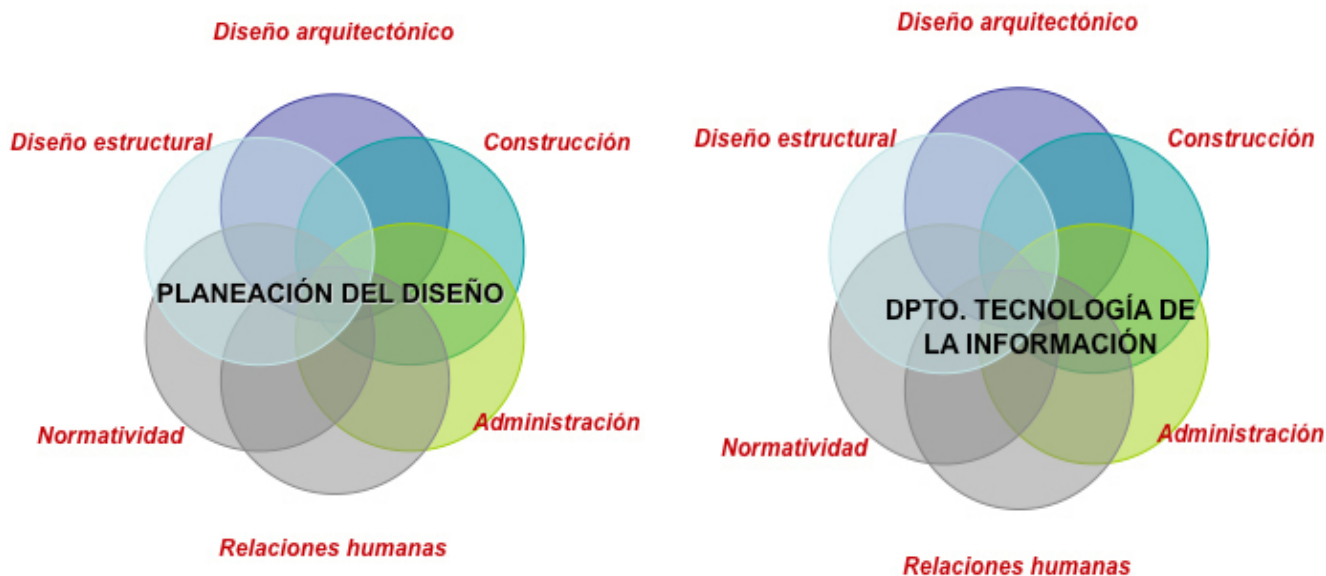 Diseño arquitectónico
Diseño estructural
Construcción
PLANEACIÓN DEL DISEÑO
Normatividad
Administración
Relaciones humanas
Diseño arquitectónico
Diseño estructural
Construcción
DPTO. TECNOLOGÍA DE
LA INFORMACIÓN
Normatividad
Administración
Relaciones humanas